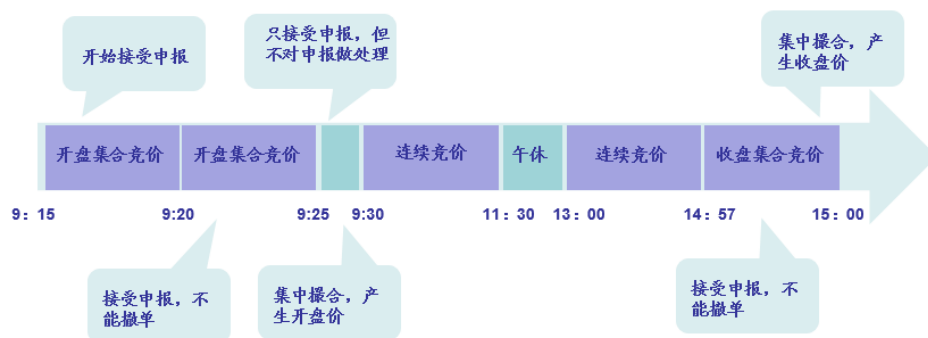 开始接受申报
只接受申报，但
不对申报做处理
集中撮合，产
生收盘价
开盘集合竞价
开盘集合竞价
连续竞价
午休
连续竞价
收盘集合竞价
9：15
9:20
9:25
9:30
11：30
13：00
14：57
15：00
接受申报，不
能撤单
集中撮合，产
生开盘价
接受申报，不
能撤单